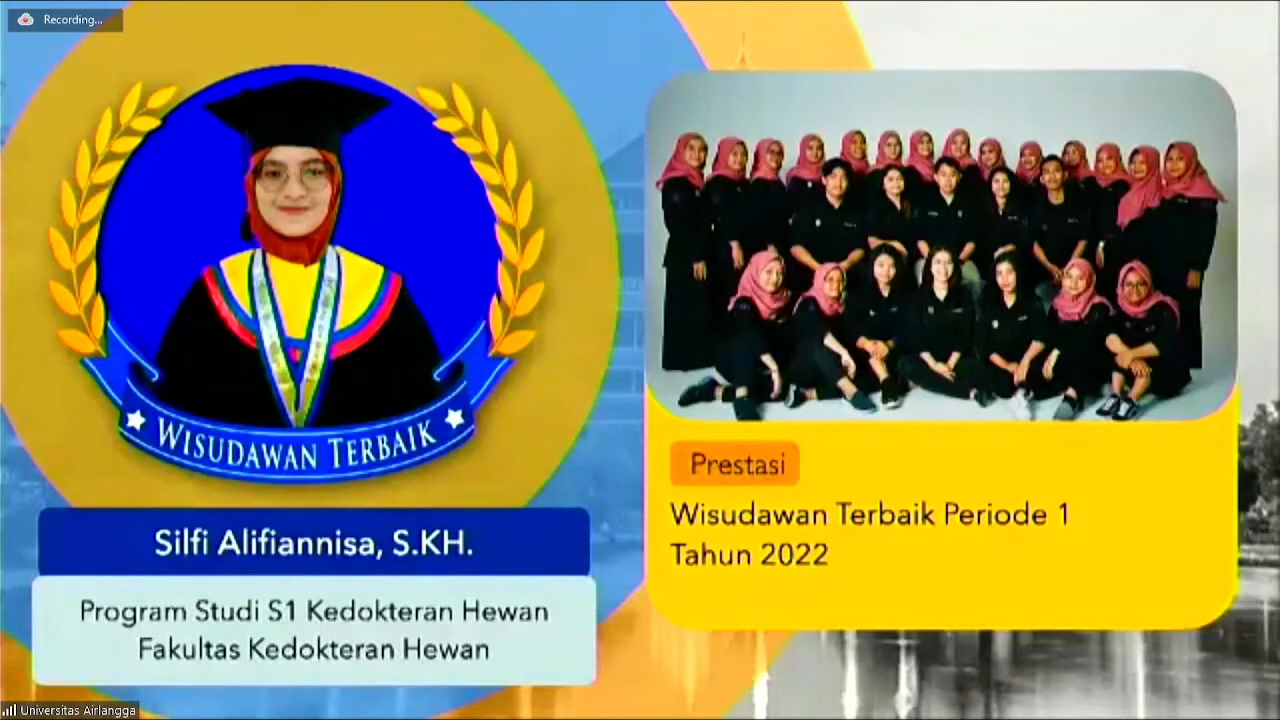 Recording...
WISUDAWAN TERBAIK
Silfi Alifiannisa, S.KH.
Program Studi S1 Kedokteran Hewan
Fakultas Kedokteran Hewan
Prestasi
Wisudawan Terbaik Periode 1
Tahun 2022
Universitas Airlangga